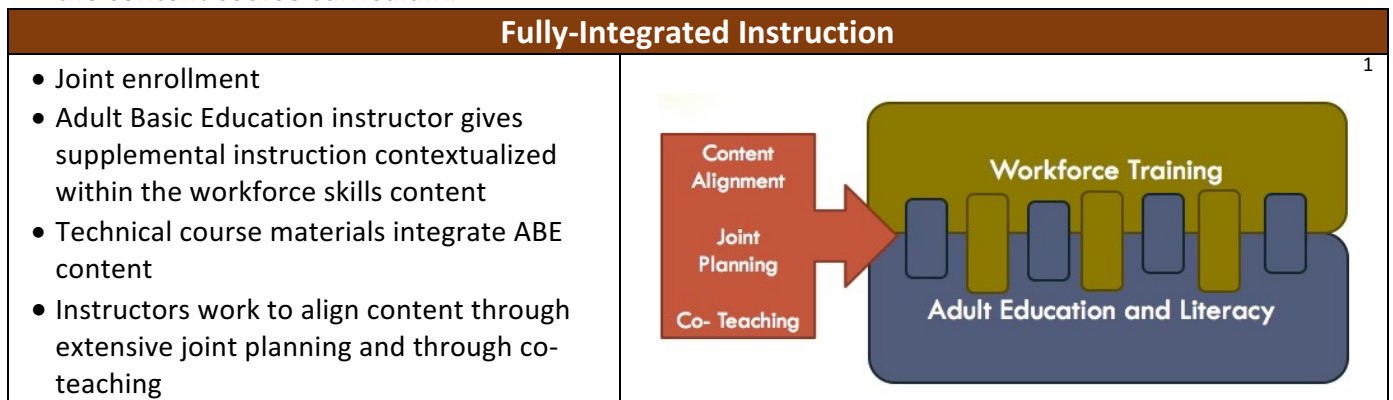 Fully-Integrated Instruction
• Joint enrollment
• Adult Basic Education instructor gives
supplemental instruction contextualized
within the workforce skills content
• Technical course materials integrate ABE
content
• Instructors work to align content through
extensive joint planning and through co-
teaching
1
Content
Alignment
Joint
Planning
Co- Teaching
Workforce Training
Adult Education and Literacy